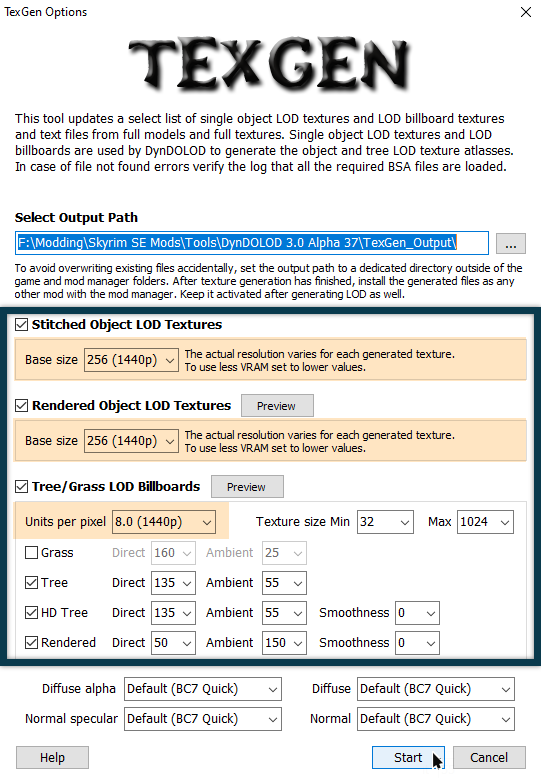 TexGen Options
TEXGEN
This tool updates a select list of single object LOD textures and LOD billboard textures
and text files from full models and full textures. Single object LOD textures and LOD
billboards are used by DynDOLOD to generate the object and tree LOD texture atlasses.
In case of file not found errors verify the log that all the required BSA files are loaded.
Select Output Path
F:\Modding\Skyrim SE Mods\Tools\DynDOLOD 3.0 Alpha 37\TexGen_Output\ ...
To avoid overwriting existing files accidentally, set the output path to a dedicated directory outside of the
game and mod manager folders. After texture generation has finished, install the generated files as any
other mod with the mod manager. Keep it activated after generating LOD as well.
Stitched Object LOD Textures
Base size 256 (1440p) The actual resolution varies for each generated texture.
To use less VRAM set to lower values.
Rendered Object LOD Textures Preview
Base size 256 (1440p) The actual resolution varies for each generated texture.
To use less VRAM set to lower values.
Tree/Grass LOD Billboards Preview
Units per pixel 8.0 (1440p) Texture size Min 32 Max 1024
Grass Direct 160 Ambient 25
Tree Direct 135 Ambient 55
HD Tree Direct 135 Ambient 55 Smoothness 0
Rendered Direct 50 Ambient 150 Smoothness 0
Diffuse alpha Default (BC7 Quick) Diffuse Default (BC7 Quick)
Normal specular Default (BC7 Quick) Normal Default (BC7 Quick)
Help Start Cancel